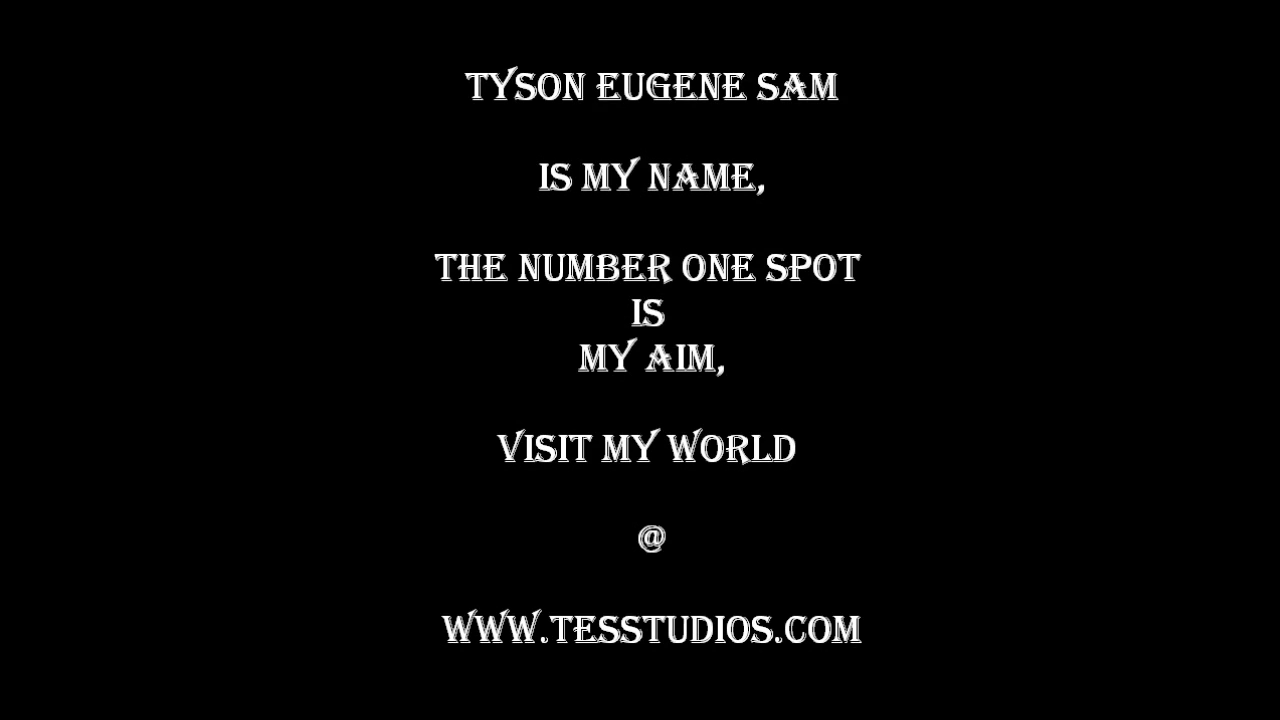 TYSON EUGENE SAM
IS MY NAME,
THE NUMBER ONE SPOT
IS
MY AIM,
VISIT MY WORLD
@
WWW.TESSTUDIOS.COM